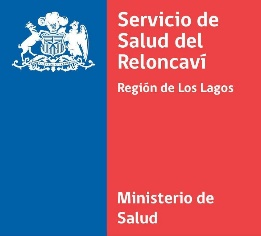 Servicio de
Salud del
Reloncaví
Región de Los Lagos
Ministerio de
Salud